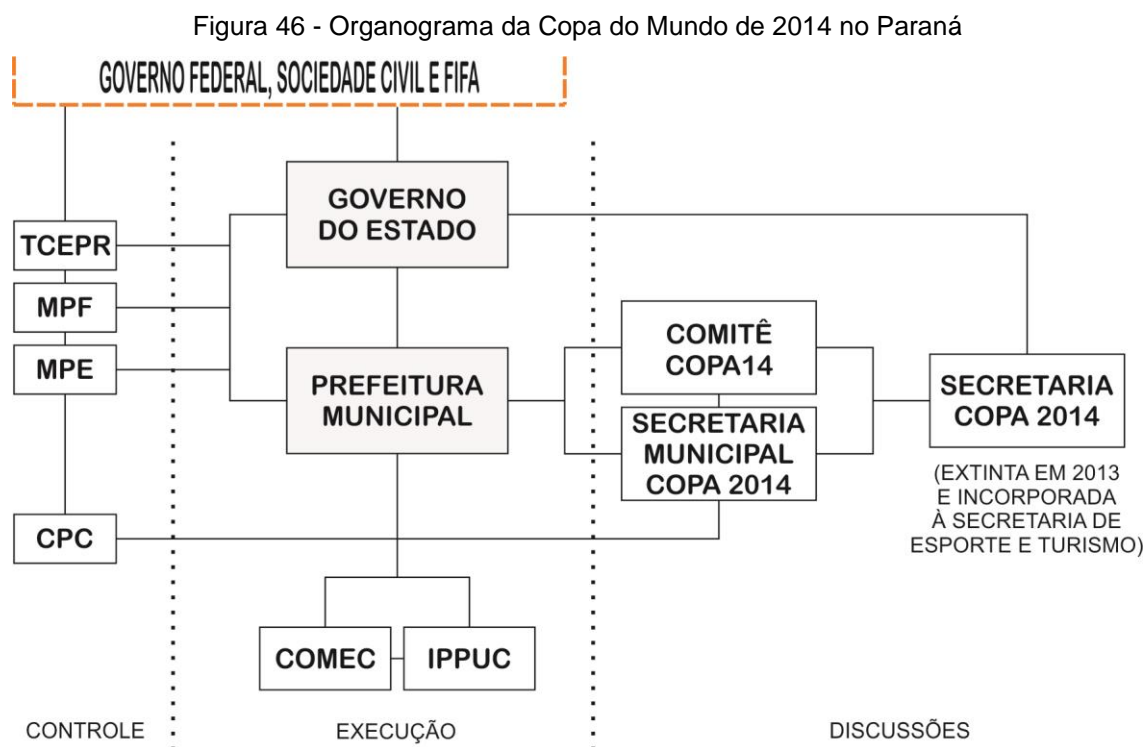 Figura 46 - Organograma da Copa do Mundo de 2014 no Paraná
GOVERNO FEDERAL, SOCIEDADE CIVIL E FIFA
GOVERNO
DO ESTADO
TCEPR
MPF
MPE
PREFEITURA
MUNICIPAL
COMITÊ
COPA14
SECRETARIA
MUNICIPAL
COPA 2014
SECRETARIA
COPA 2014
(EXTINTA EM 2013
E INCORPORADA
À SECRETARIA DE
ESPORTE E TURISMO)
CPC
COMEC
IPPUC
CONTROLE
EXECUÇÃO
DISCUSSÕES